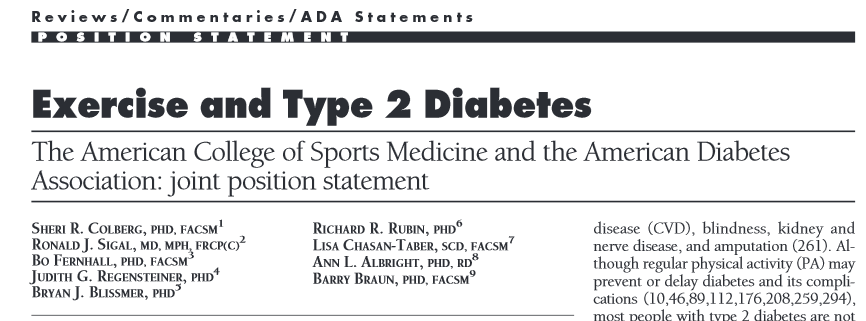 Reviews/Commentaries/ADA Statements
POSITION STATEMENT
Exercise and Type 2 Diabetes
The American College of Sports Medicine and the American Diabetes
Association: joint position statement
SHERI R. COLBERG, PHD, FACSM1
RONALD J. SIGAL, MD, MPH, FRCP(C)2
BO FERNHALL, PHD, FACSM3
JUDITH G. REGENSTEINER, PHD4
BRYAN J. BLISSMER, PHD5
RICHARD R. RUBIN, PHD6
LISA CHASAN-TABER, SCD, FACSM7
ANN L. ALBRIGHT, PHD, RD8
BARRY BRAUN, PHD, FACSM9
disease (CVD), blindness, kidney and
nerve disease, and amputation (261). Al-
though regular physical activity (PA) may
prevent or delay diabetes and its compli-
cations (10,46,89,112,176,208,259,294),
most people with type 2 diabetes are not